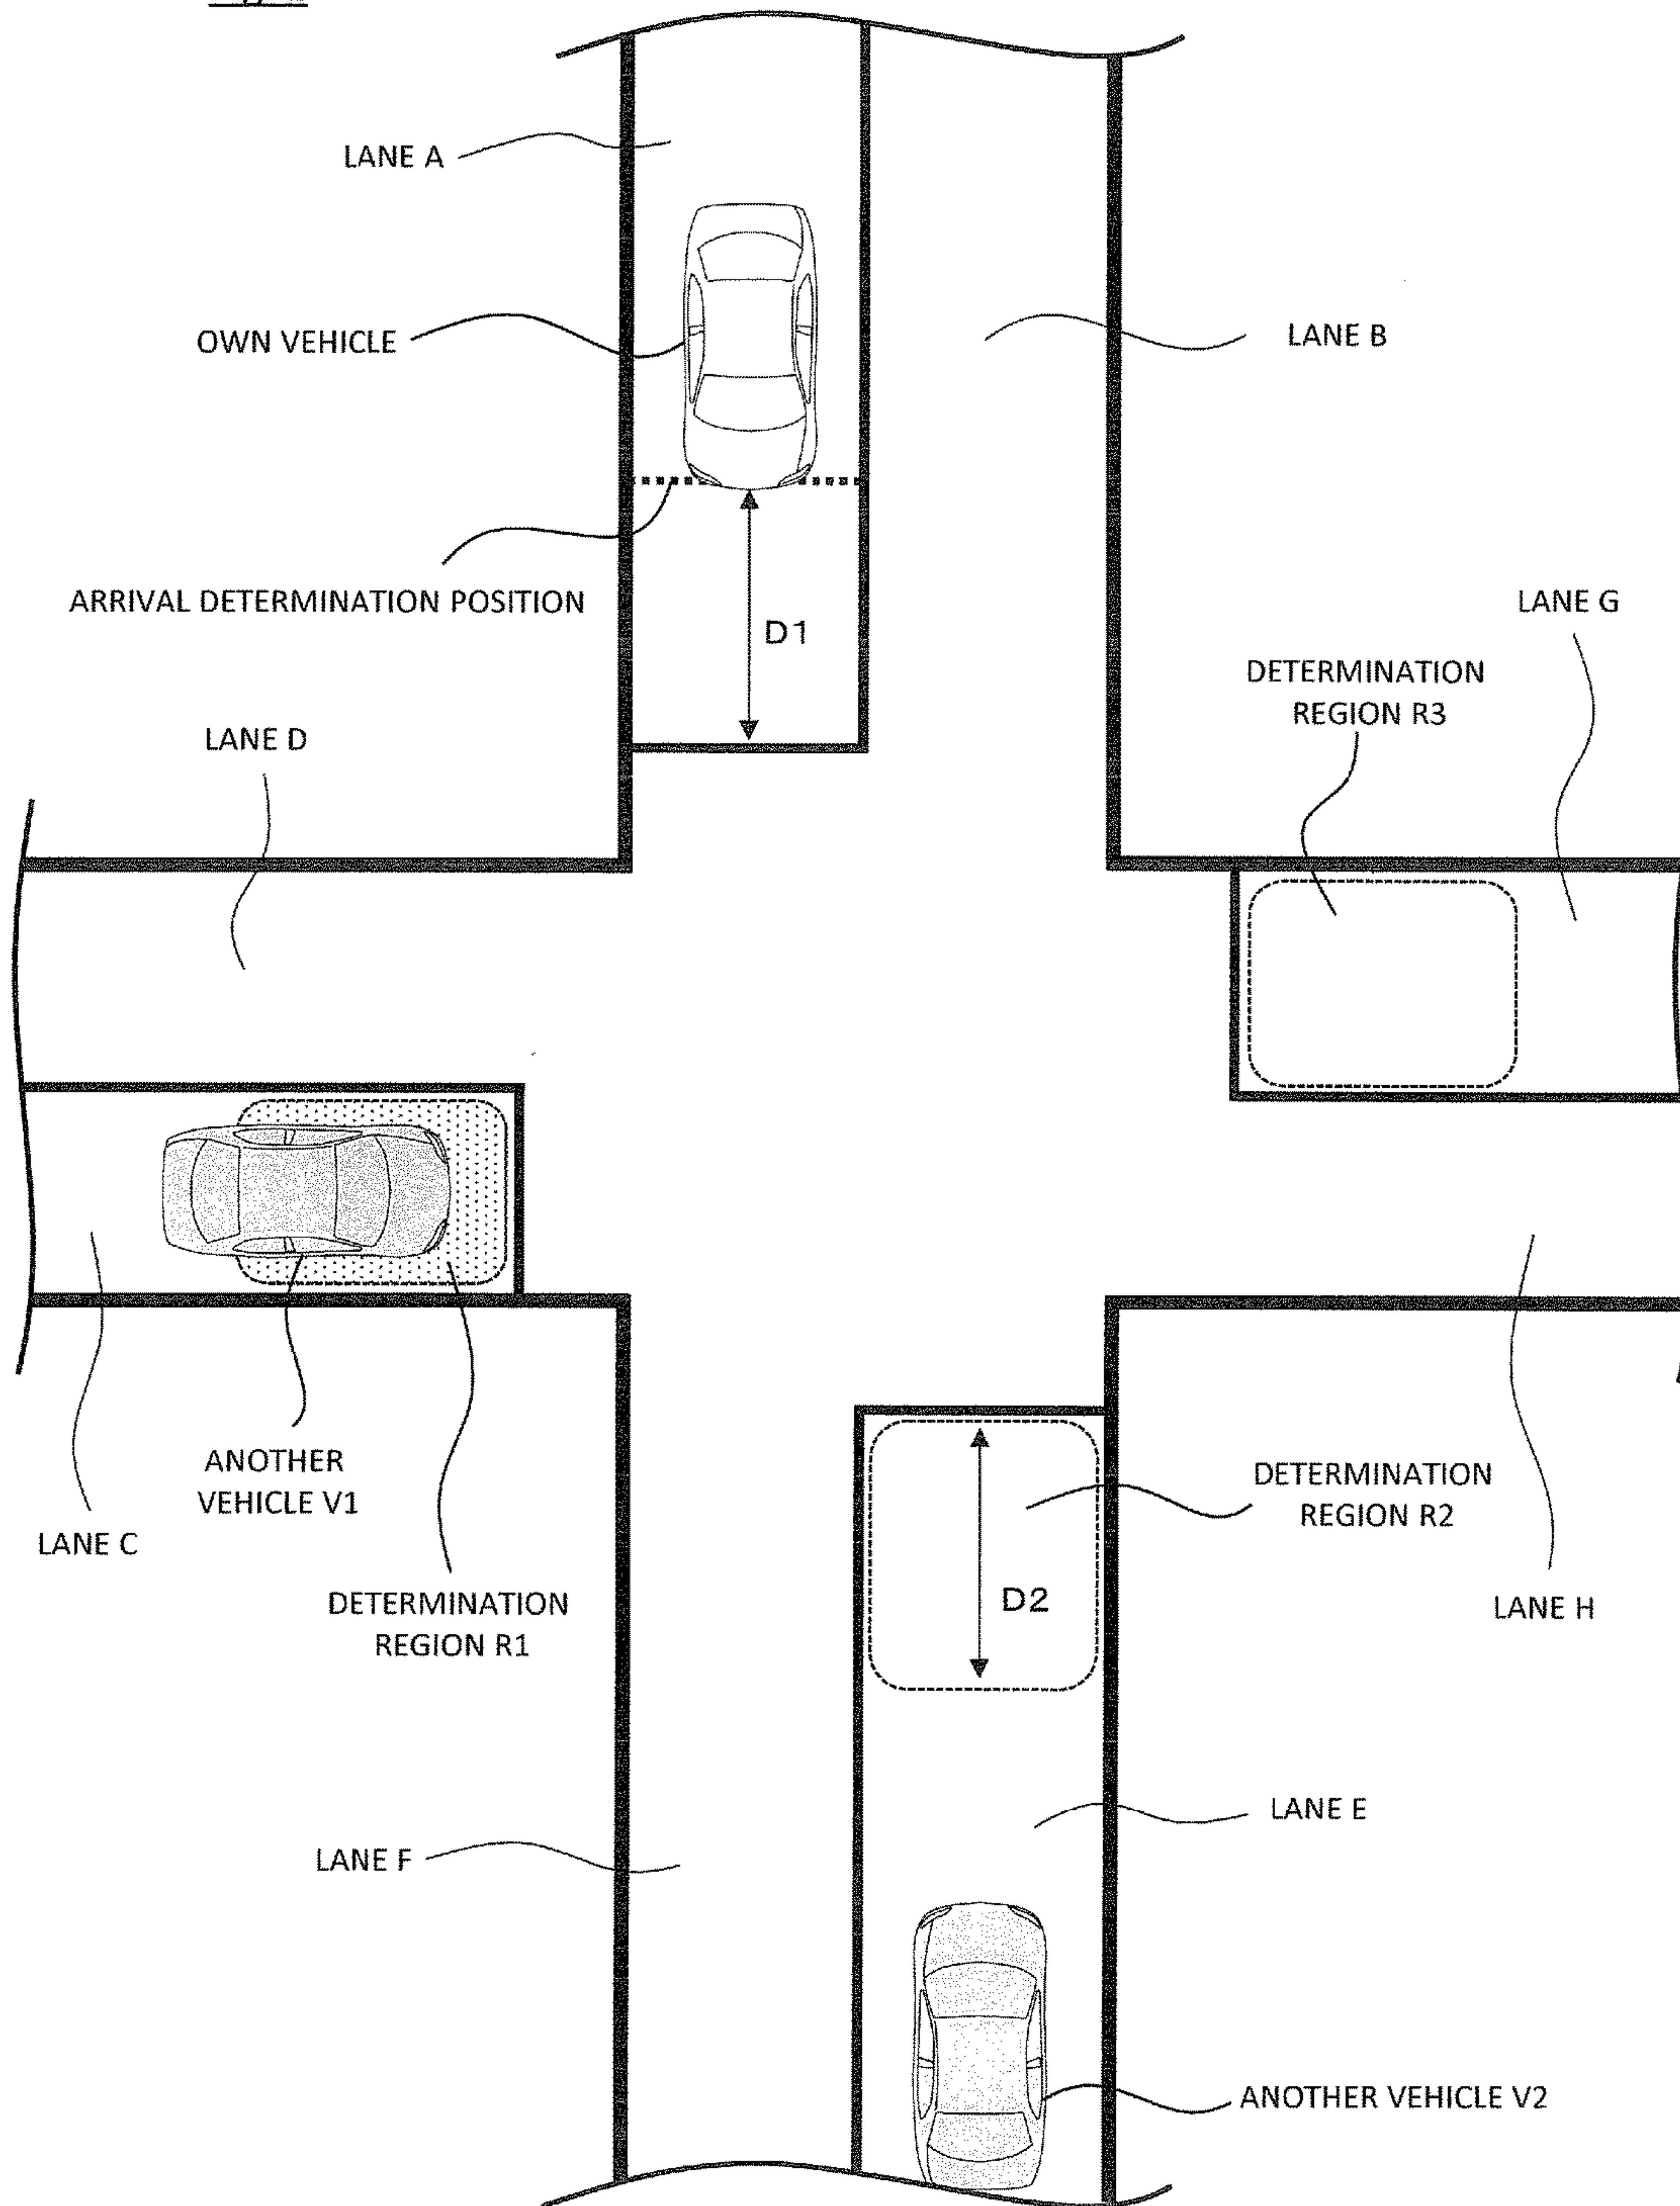 LANE A
OWN VEHICLE
LANE B
ARRIVAL DETERMINATION POSITION
LANE G
D1
DETERMINATION
REGION R3
LANE D
ANOTHER
VEHICLE V1
LANE C
DETERMINATION
REGION R2
DETERMINATION
REGION R1
D2
LANE H
LANE E
LANE F
ANOTHER VEHICLE V2